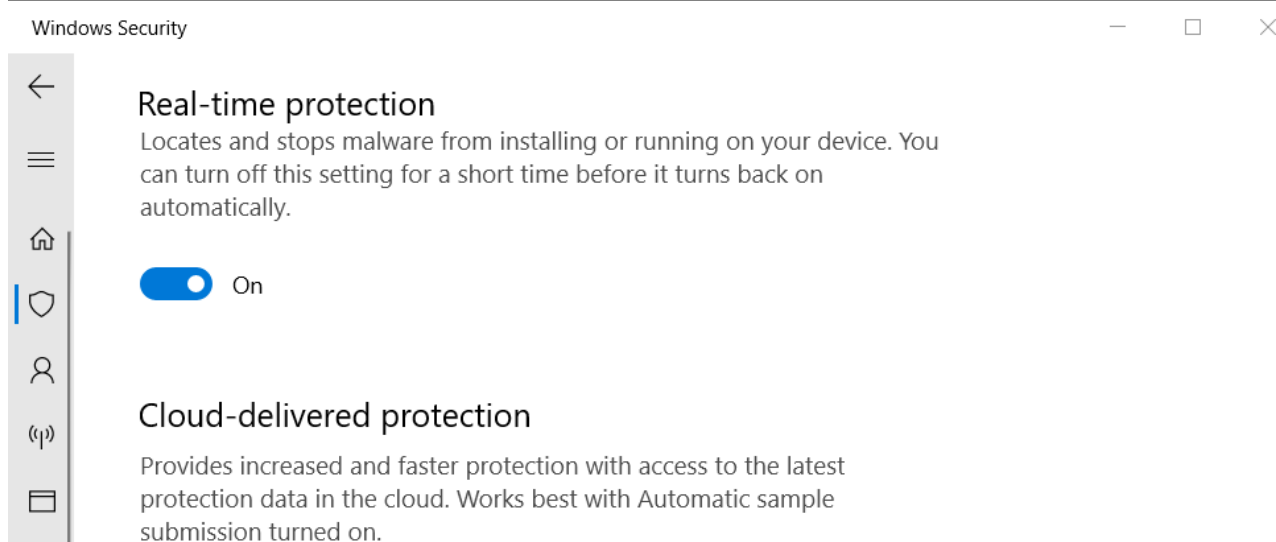 Windows Security
Real-time protection
Locates and stops malware from installing or running on your device. You
can turn off this setting for a short time before it turns back on
automatically.
On
Cloud-delivered protection
Provides increased and faster protection with access to the latest
protection data in the cloud. Works best with Automatic sample
submission turned on.